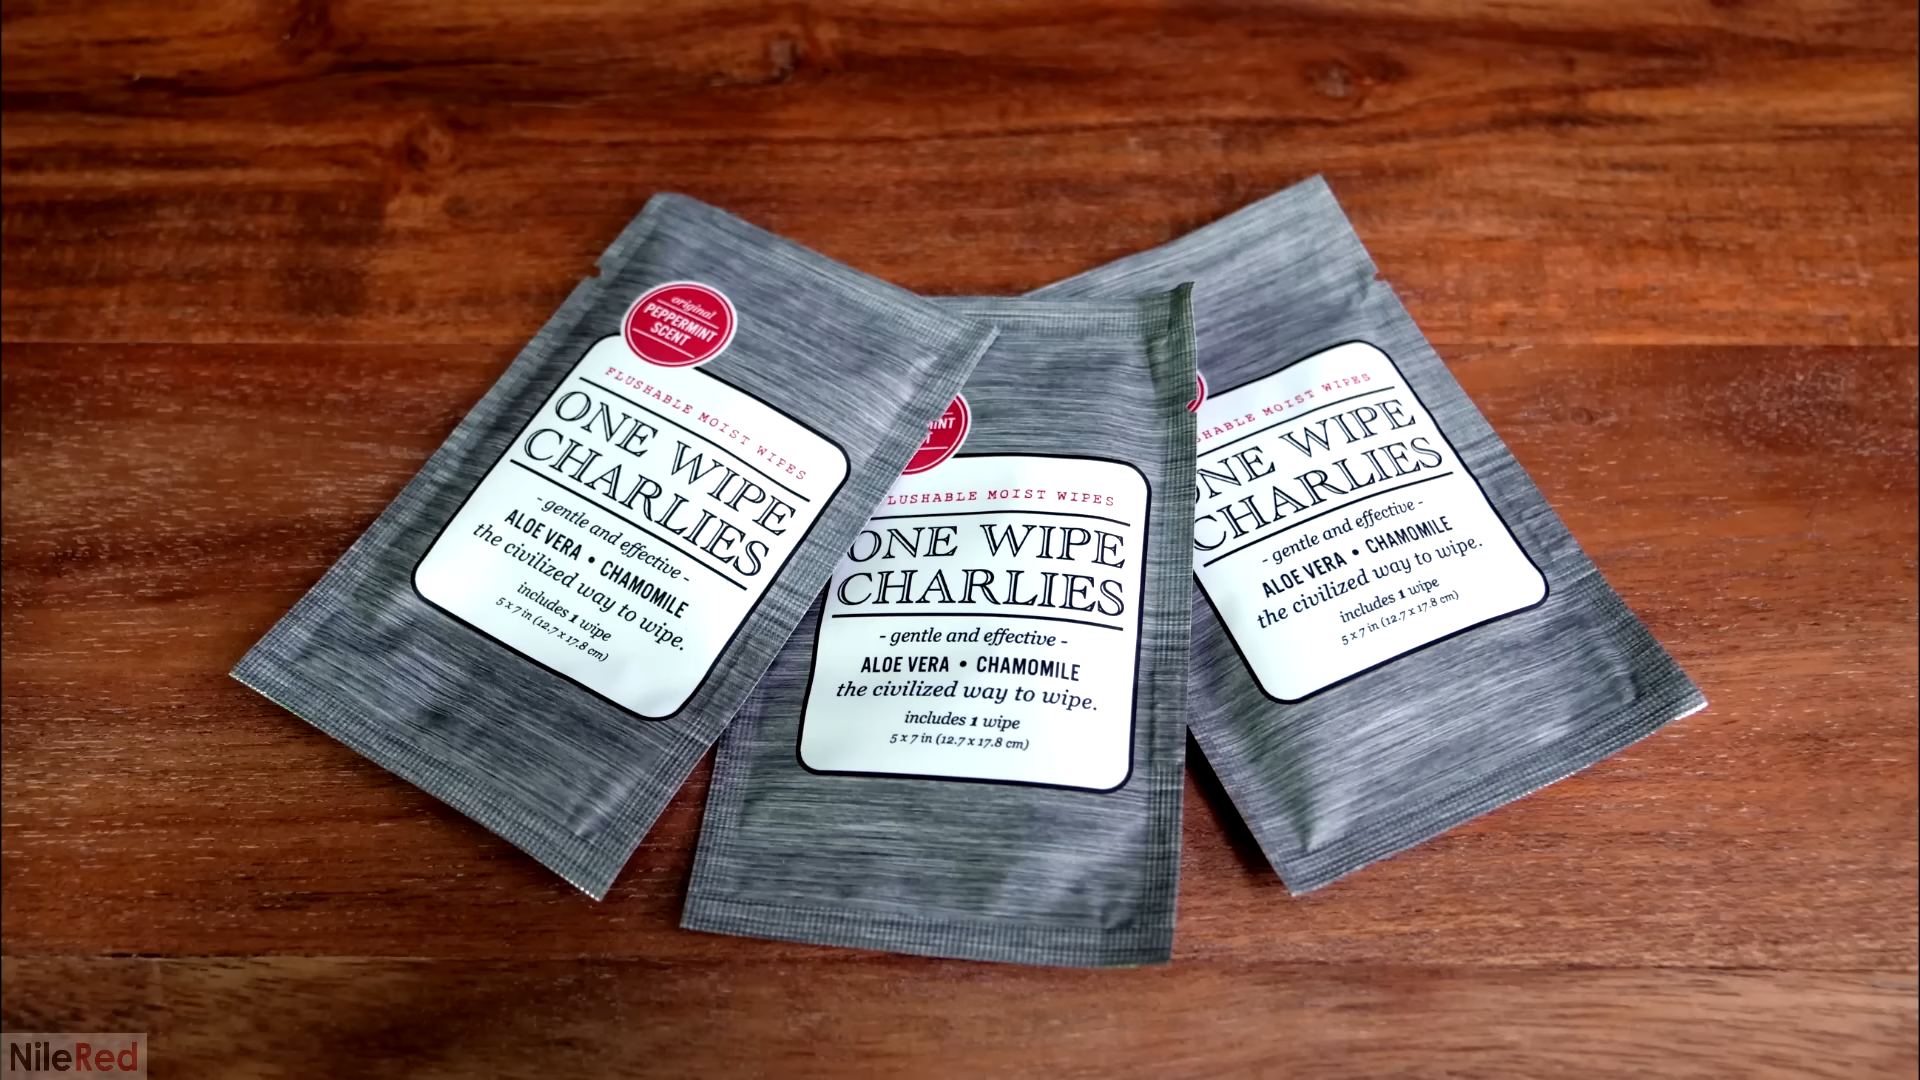 original
PEPPERMINT
SCENT
FLUSHABLE MOIST WIPES
ONE WIPE
CHARLIES
- gentle and effective -
ALOE VERA • CHAMOMILE
the civilized way to wipe.
includes 1 wipe
5 x 7 in (12.7 x 17.8 cm)
LUSHABLE MOIST WIPES
ONE WIPE
CHARLIES
- gentle and effective -
ALOE VERA • CHAMOMILE
the civilized way to wipe.
includes 1 wipe
5 x 7 in (12.7 x 17.8 cm)
SHABLE MOIST WIPES
ONE WIPE
CHARLIES
- gentle and effective -
ALOE VERA • CHAMOMILE
the civilized way to wipe.
includes 1 wipe
5 x 7 in (12.7 x 17.8 cm)
NileRed